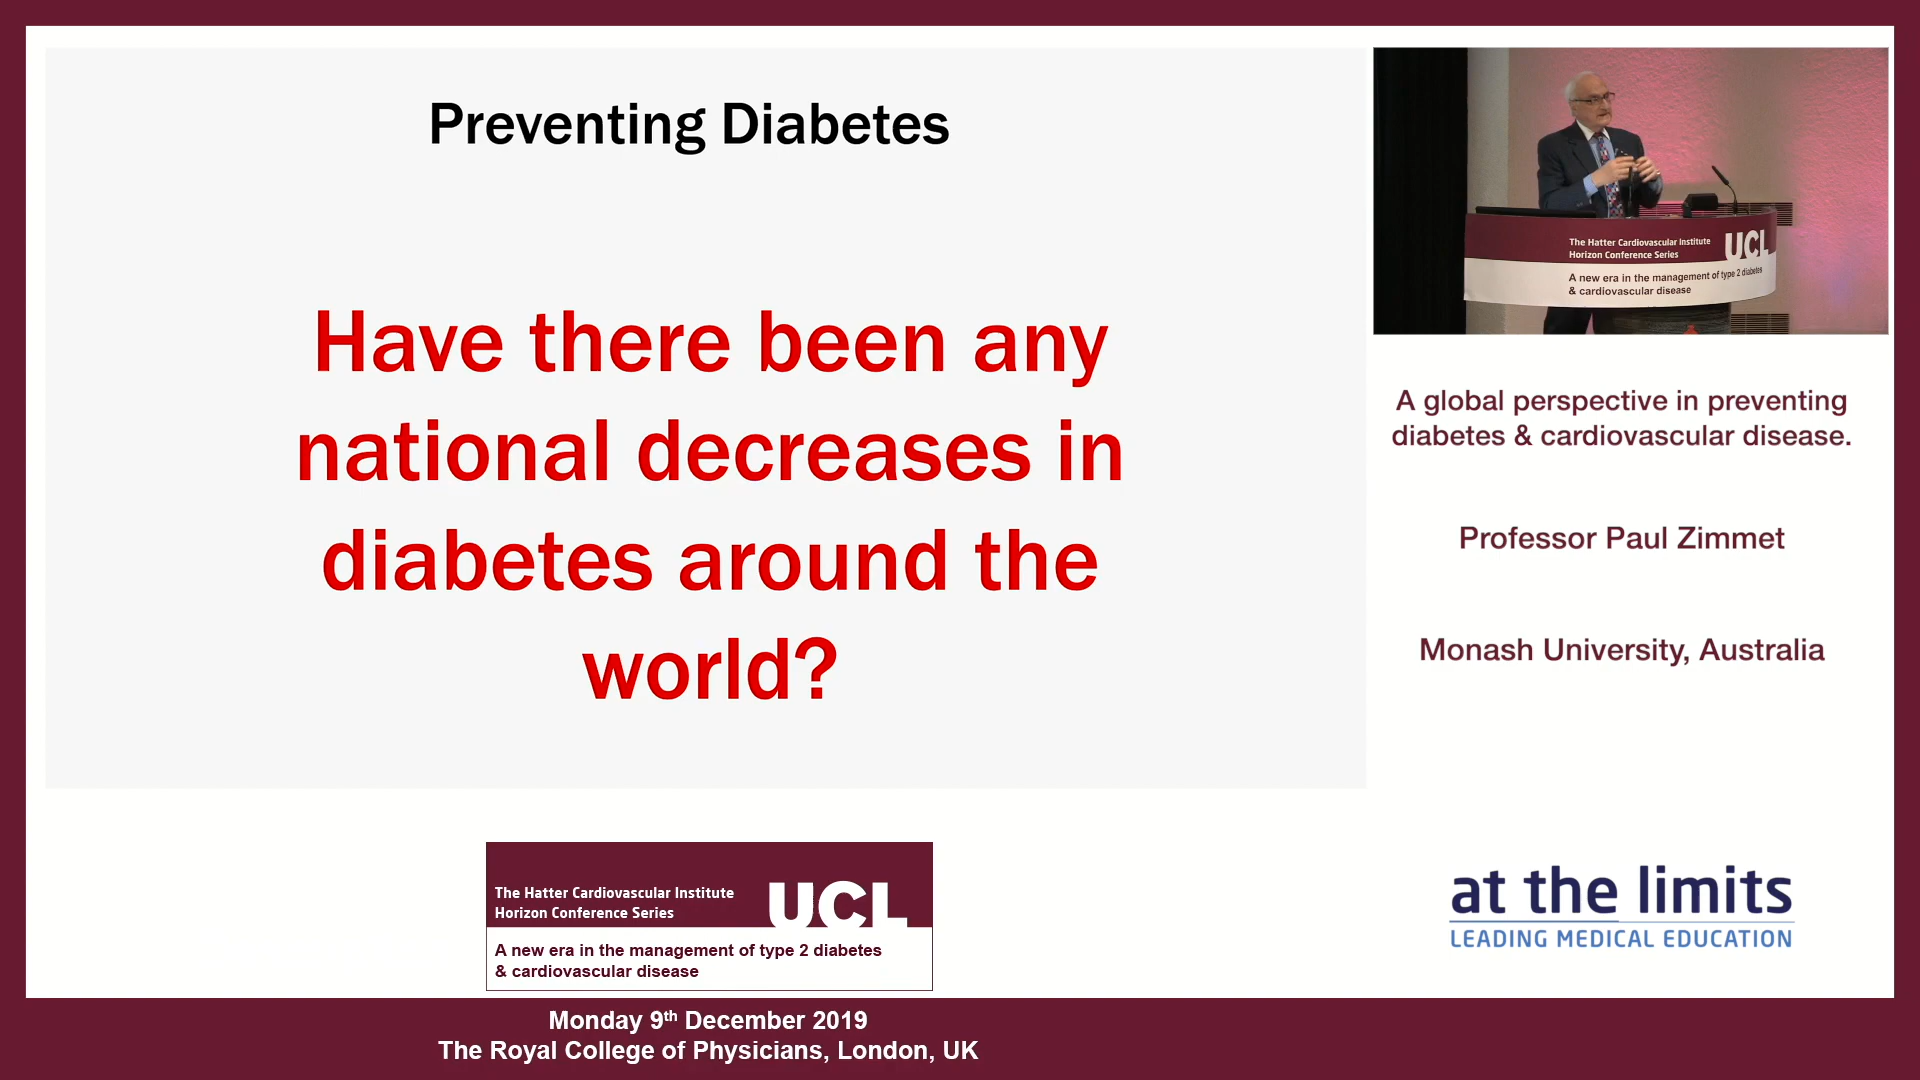 Preventing Diabetes
Have there been any
national decreases in
diabetes around the
world?
The Hatter Cardiovascular Institute
Horizon Conference Series
UCL
A new era in the management of type 2 diabetes
& cardiovascular disease
A global perspective in preventing
diabetes & cardiovascular disease.
Professor Paul Zimmet
Monash University, Australia
The Hatter Cardiovascular Institute
Horizon Conference Series
UCL
A new era in the management of type 2 diabetes
& cardiovascular disease
at the limits
LEADING MEDICAL EDUCATION
Monday 9th December 2019
The Royal College of Physicians, London, UK